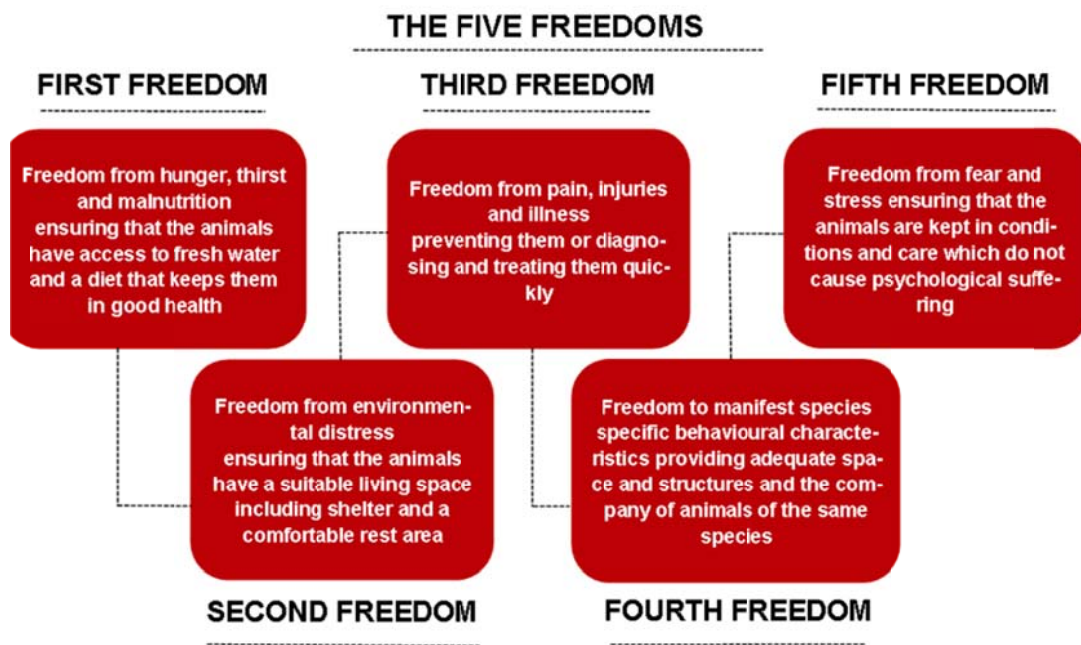 THE FIVE FREEDOMS
FIRST FREEDOM
Freedom from hunger, thirst
and malnutrition
ensuring that the animals
have access to fresh water
and a diet that keeps them
in good health
SECOND FREEDOM
Freedom from environmen-
tal distress
ensuring that the animals
have a suitable living space
including shelter and a
comfortable rest area
THIRD FREEDOM
Freedom from pain, injuries
and illness
preventing them or diagno-
sing and treating them quic-
kly
FOURTH FREEDOM
Freedom to manifest species
specific behavioural characte-
ristics providing adequate spa-
ce and structures and the com-
pany of animals of the same
species
FIFTH FREEDOM
Freedom from fear and
stress ensuring that the
animals are kept in condi-
tions and care which do not
cause psychological suffe-
ring